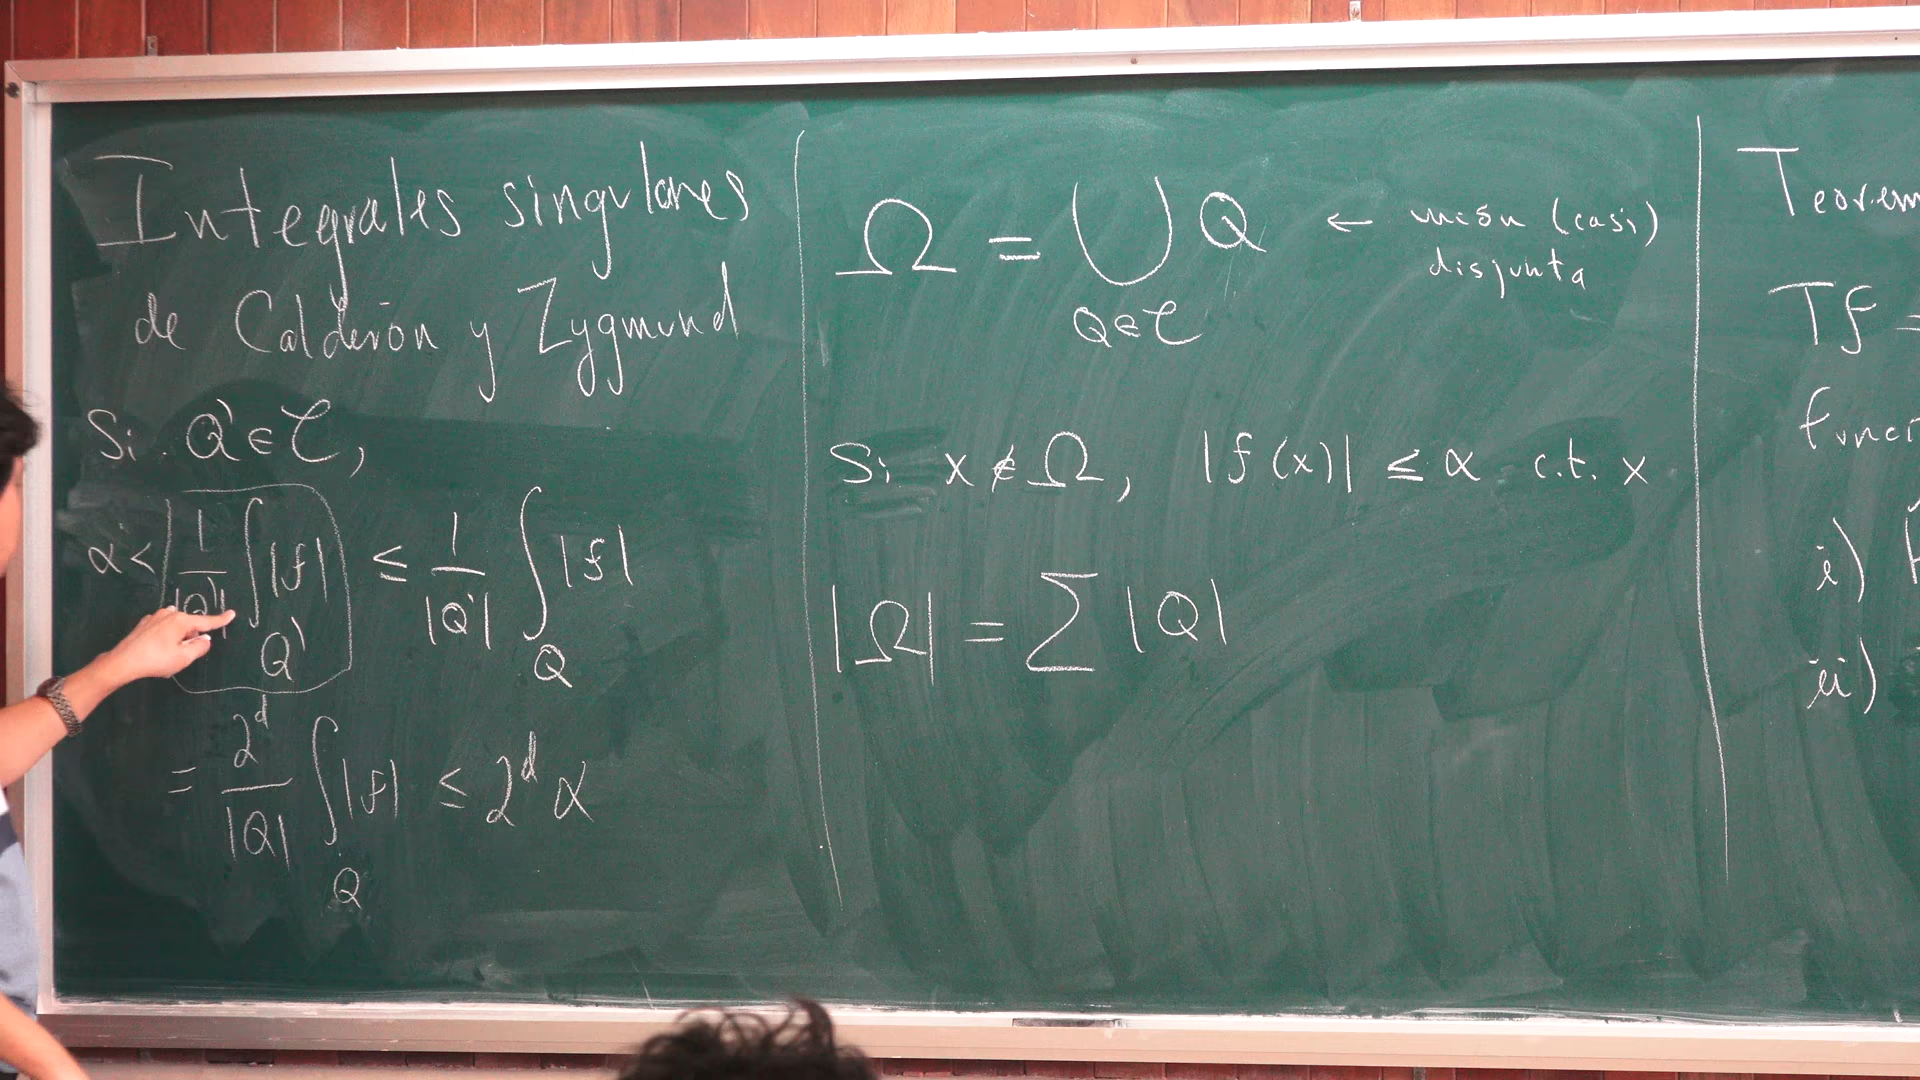 Integrales singulares
de Calderón y Zygmund
Si Q' ∈ C,
α < 1/|Q'| ∫_Q' |f| ≤ 1/|Q'| ∫_Q |f|
= 2^d/|Q| ∫_Q |f| ≤ 2^d α
Ω = ⋃_{Q∈C} Q ← unión (casi)
disjunta
Si x ∉ Ω, |f(x)| ≤ α c.t. x
|Ω| = Σ |Q|
Teorem
Tf =
funci
i)
ii)